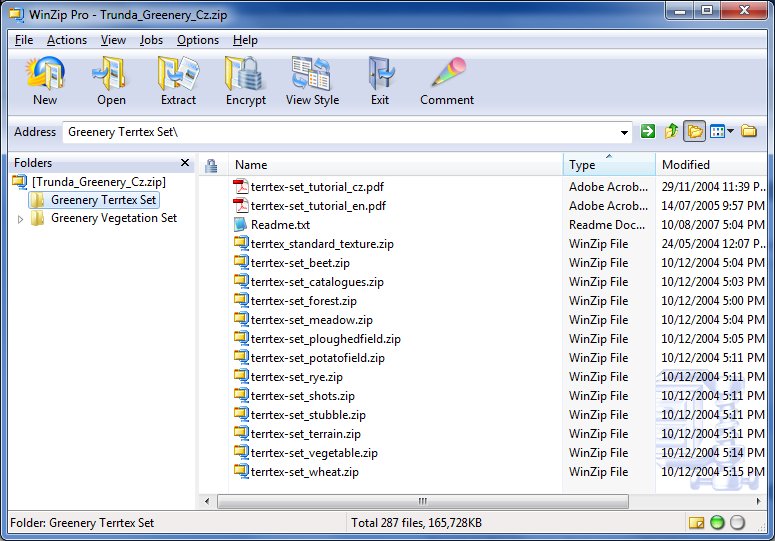 WinZip Pro - Trunda_Greenery_Cz.zip
File Actions View Jobs Options Help
New Open Extract Encrypt View Style Exit Comment
Address Greenery Terrtex Set\
Folders Name Type Modified
[Trunda_Greenery_Cz.zip]
Greenery Terrtex Set
Greenery Vegetation Set
terrtex-set_tutorial_cz.pdf Adobe Acrob... 29/11/2004 11:39 P...
terrtex-set_tutorial_en.pdf Adobe Acrob... 14/07/2005 9:57 PM
Readme.txt Readme Doc... 10/08/2007 5:04 PM
terrtex_standard_texture.zip WinZip File 24/05/2004 12:07 P...
terrtex-set_beet.zip WinZip File 10/12/2004 5:04 PM
terrtex-set_catalogues.zip WinZip File 10/12/2004 5:03 PM
terrtex-set_forest.zip WinZip File 10/12/2004 5:00 PM
terrtex-set_meadow.zip WinZip File 10/12/2004 5:04 PM
terrtex-set_ploughedfield.zip WinZip File 10/12/2004 5:05 PM
terrtex-set_potatofield.zip WinZip File 10/12/2004 5:11 PM
terrtex-set_rye.zip WinZip File 10/12/2004 5:11 PM
terrtex-set_shots.zip WinZip File 10/12/2004 5:11 PM
terrtex-set_stubble.zip WinZip File 10/12/2004 5:11 PM
terrtex-set_terrain.zip WinZip File 10/12/2004 5:11 PM
terrtex-set_vegetable.zip WinZip File 10/12/2004 5:14 PM
terrtex-set_wheat.zip WinZip File 10/12/2004 5:15 PM
Folder: Greenery Terrtex Set Total 287 files, 165,728KB